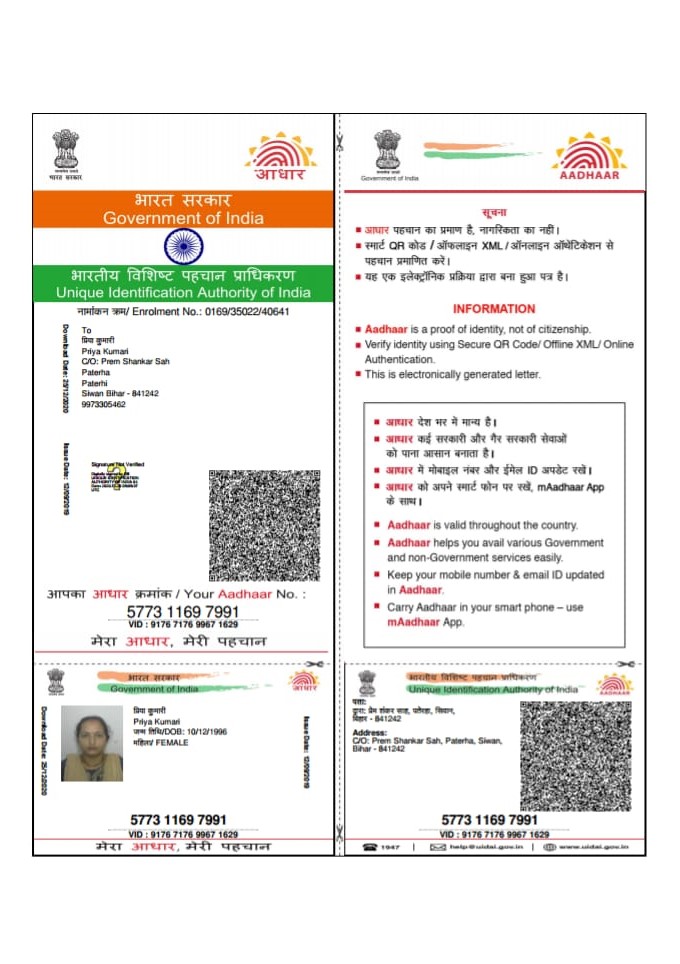 भारत सरकार
आधार
भारत सरकार
Government of India
भारतीय विशिष्ट पहचान प्राधिकरण
Unique Identification Authority of India
नामांकन क्रम/ Enrolment No.: 0169/35022/40641
Download Date: 25/12/2020
To
प्रिया कुमारी
Priya Kumari
C/O: Prem Shankar Sah
Paterha
Paterhi
Siwan Bihar - 841242
9973305462
Issue Date: 12/09/2019
Signature Not Verified
आपका आधार क्रमांक / Your Aadhaar No. :
5773 1169 7991
VID : 9176 7176 9967 1629
मेरा आधार, मेरी पहचान
Government of India
AADHAAR
सूचना
■ आधार पहचान का प्रमाण है, नागरिकता का नहीं।
■ स्मार्ट QR कोड / ऑफलाइन XML / ऑनलाइन ऑथेंटिकेशन से
पहचान प्रमाणित करें।
■ यह एक इलेक्ट्रॉनिक प्रक्रिया द्वारा बना हुआ पत्र है।
INFORMATION
■ Aadhaar is a proof of identity, not of citizenship.
■ Verify identity using Secure QR Code/ Offline XML/ Online
Authentication.
■ This is electronically generated letter.
■ आधार देश भर में मान्य है।
■ आधार कई सरकारी और गैर सरकारी सेवाओं
को पाना आसान बनाता है।
■ आधार में मोबाइल नंबर और ईमेल ID अपडेट रखें।
■ आधार को अपने स्मार्ट फोन पर रखें, mAadhaar App
के साथ।
■ Aadhaar is valid throughout the country.
■ Aadhaar helps you avail various Government
and non-Government services easily.
■ Keep your mobile number & email ID updated
in Aadhaar.
■ Carry Aadhaar in your smart phone – use
mAadhaar App.
भारत सरकार
Government of India
आधार
Download Date: 25/12/2020
प्रिया कुमारी
Priya Kumari
जन्म तिथि/DOB: 10/12/1996
महिला/ FEMALE
Issue Date: 12/09/2019
5773 1169 7991
VID : 9176 7176 9967 1629
मेरा आधार, मेरी पहचान
भारतीय विशिष्ट पहचान प्राधिकरण
Unique Identification Authority of India
AADHAAR
पता:
द्वारा: प्रेम शंकर साह, पतेरहा, सिवान,
बिहार - 841242
Address:
C/O: Prem Shankar Sah, Paterha, Siwan,
Bihar - 841242
5773 1169 7991
VID : 9176 7176 9967 1629
1947 | help@uidai.gov.in | www.uidai.gov.in